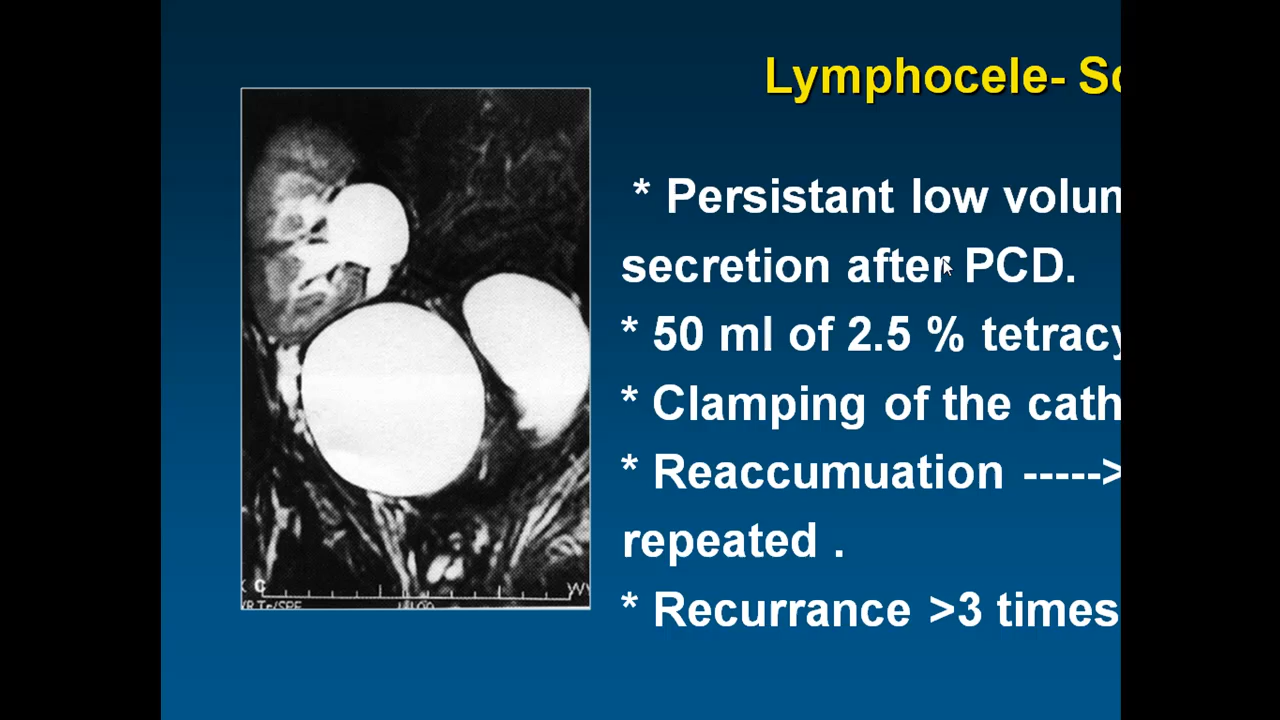 Lymphocele- Sc
* Persistant low volum
secretion after PCD.
* 50 ml of 2.5 % tetracy
* Clamping of the cath
* Reaccumuation ----->
repeated .
* Recurrance >3 times
C